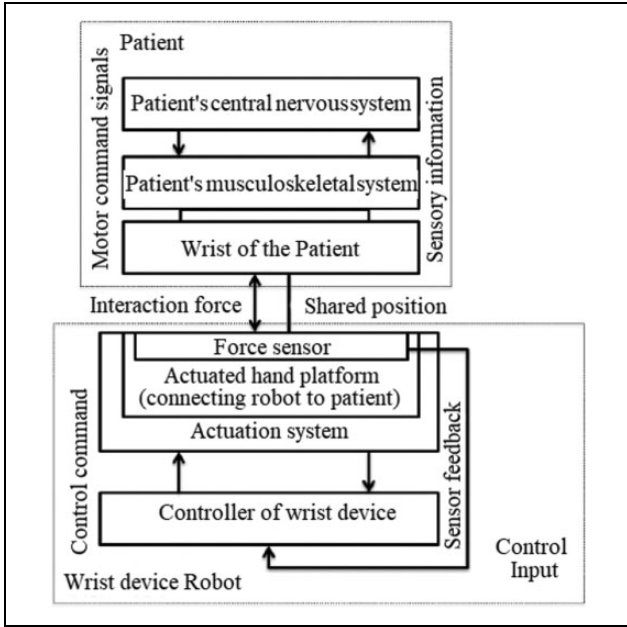 Patient
Motor command signals
Patient's central nervous system
Sensory information
Patient's musculoskeletal system
Wrist of the Patient
Interaction force
Shared position
Force sensor
Actuated hand platform
(connecting robot to patient)
Actuation system
Control command
Sensor feedback
Controller of wrist device
Control
Input
Wrist device Robot